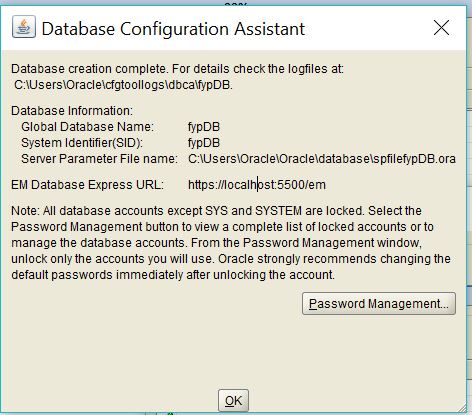 Database Configuration Assistant
Database creation complete. For details check the logfiles at:
C:\Users\Oracle\cfgtoollogs\dbca\fypDB.
Database Information:
Global Database Name: fypDB
System Identifier(SID): fypDB
Server Parameter File name: C:\Users\Oracle\Oracle\database\spfilefypDB.ora
EM Database Express URL: https://localhost:5500/em
Note: All database accounts except SYS and SYSTEM are locked. Select the
Password Management button to view a complete list of locked accounts or to
manage the database accounts. From the Password Management window,
unlock only the accounts you will use. Oracle strongly recommends changing the
default passwords immediately after unlocking the account.
Password Management...
OK